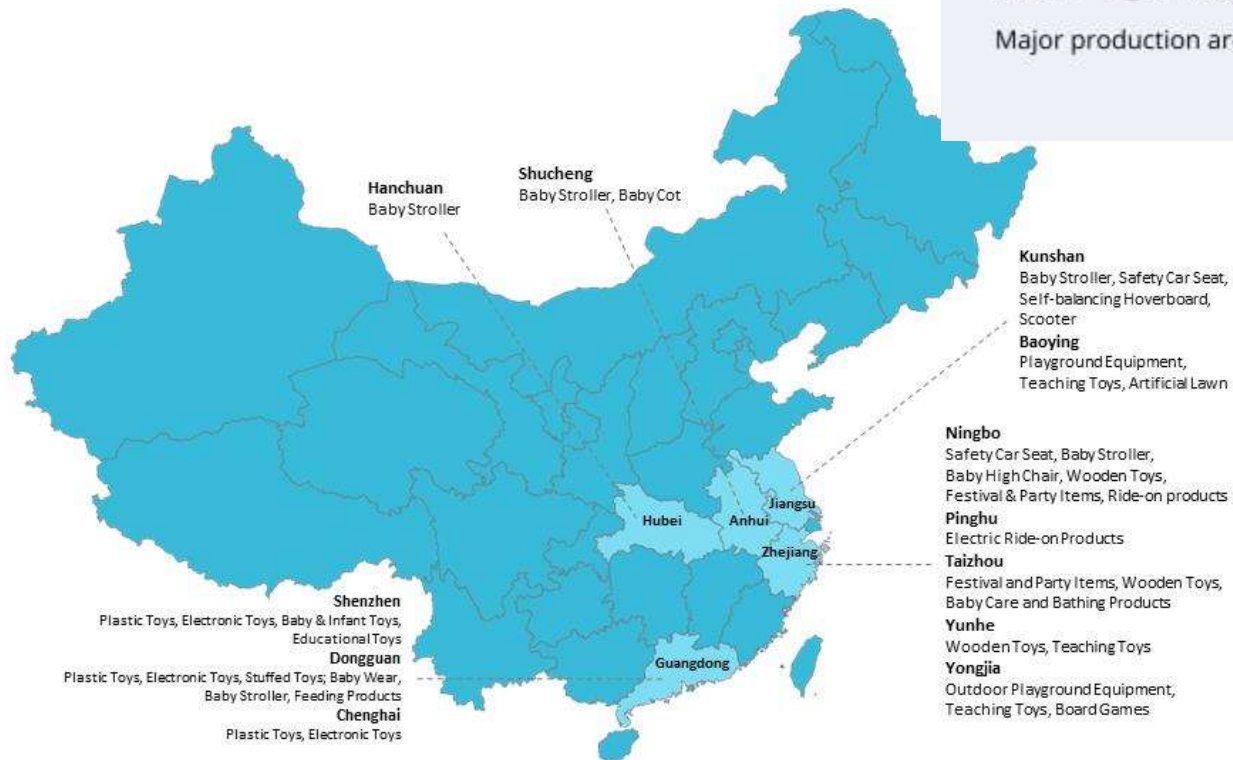 Major production ar
Hanchuan
Baby Stroller
Shucheng
Baby Stroller, Baby Cot
Kunshan
Baby Stroller, Safety Car Seat,
Self-balancing Hoverboard,
Scooter
Baoying
Playground Equipment,
Teaching Toys, Artificial Lawn
Ningbo
Safety Car Seat, Baby Stroller,
Baby High Chair, Wooden Toys,
Festival & Party Items, Ride-on products
Pinghu
Electric Ride-on Products
Taizhou
Festival and Party Items, Wooden Toys,
Baby Care and Bathing Products
Yunhe
Wooden Toys, Teaching Toys
Yongjia
Outdoor Playground Equipment,
Teaching Toys, Board Games
Jiangsu
Hubei
Anhui
Zhejiang
Guangdong
Shenzhen
Plastic Toys, Electronic Toys, Baby & Infant Toys,
Educational Toys
Dongguan
Plastic Toys, Electronic Toys, Stuffed Toys; Baby Wear,
Baby Stroller, Feeding Products
Chenghai
Plastic Toys, Electronic Toys